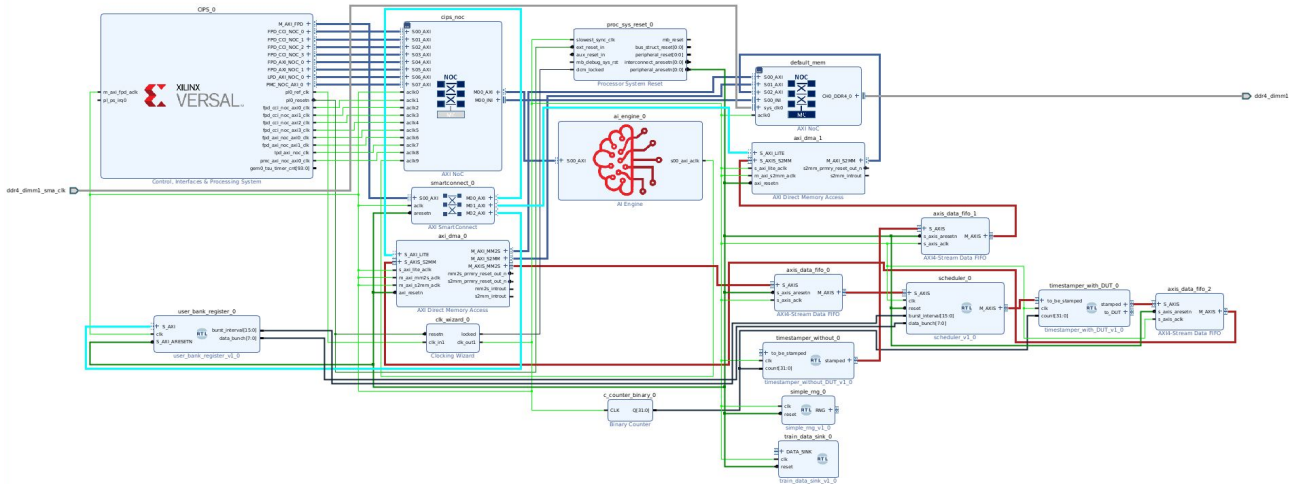 CIPS_0
M_AXI_FPD
FPD_CCI_NOC_0
FPD_CCI_NOC_1
FPD_CCI_NOC_2
FPD_CCI_NOC_3
FPD_AXI_NOC_0
FPD_AXI_NOC_1
LPD_AXI_NOC_0
PMC_NOC_AXI_0
m_axi_fpd_aclk
pl_ps_irq0
pl0_ref_clk
pl0_resetn
fpd_cci_noc_axi0_clk
fpd_cci_noc_axi1_clk
fpd_cci_noc_axi2_clk
fpd_cci_noc_axi3_clk
fpd_axi_noc_axi0_clk
fpd_axi_noc_axi1_clk
lpd_axi_noc_clk
pmc_axi_noc_axi0_clk
gem0_tsu_timer_cnt[93:0]
XILINX
VERSAL
Control, Interfaces & Processing System
cips_noc
S00_AXI
S01_AXI
S02_AXI
S03_AXI
S04_AXI
S05_AXI
S06_AXI
S07_AXI
aclk0
aclk1
aclk2
aclk3
aclk4
aclk5
aclk6
aclk7
aclk8
aclk9
NOC
M00_AXI
M00_INI
AXI NoC
proc_sys_reset_0
slowest_sync_clk
ext_reset_in
aux_reset_in
mb_debug_sys_rst
dcm_locked
mb_reset
bus_struct_reset[0:0]
peripheral_reset[0:0]
interconnect_aresetn[0:0]
peripheral_aresetn[0:0]
Processor System Reset
default_mem
S00_AXI
S01_AXI
S02_AXI
S00_INI
sys_clk0
aclk0
NOC
CH0_DDR4_0
AXI NoC
ddr4_dimm1
ddr4_dimm1_sma_clk
ai_engine_0
S00_AXI
s00_axi_aclk
AI Engine
axi_dma_1
S_AXI_LITE
S_AXIS_S2MM
s_axi_lite_aclk
m_axi_s2mm_aclk
axi_resetn
M_AXI_S2MM
s2mm_prmry_reset_out_n
s2mm_introut
AXI Direct Memory Access
smartconnect_0
S00_AXI
aclk
aresetn
M00_AXI
M01_AXI
M02_AXI
AXI SmartConnect
axi_dma_0
S_AXI_LITE
S_AXIS_S2MM
s_axi_lite_aclk
m_axi_mm2s_aclk
m_axi_s2mm_aclk
axi_resetn
M_AXI_MM2S
M_AXI_S2MM
M_AXIS_MM2S
mm2s_prmry_reset_out_n
s2mm_prmry_reset_out_n
mm2s_introut
s2mm_introut
AXI Direct Memory Access
axis_data_fifo_1
S_AXIS
s_axis_aresetn
s_axis_aclk
M_AXIS
AXI4-Stream Data FIFO
axis_data_fifo_0
S_AXIS
s_axis_aresetn
s_axis_aclk
M_AXIS
AXI4-Stream Data FIFO
scheduler_0
S_AXIS
clk
reset
burst_interval[15:0]
data_bunch[7:0]
RTL
M_AXIS
scheduler_v1_0
timestamper_with_DUT_0
to_be_stamped
clk
count[31:0]
stamped
to_DUT
timestamper_with_DUT_v1_0
axis_data_fifo_2
S_AXIS
s_axis_aresetn
s_axis_aclk
M_AXIS
AXI4-Stream Data FIFO
user_bank_register_0
S_AXI
clk
S_AXI_ARESETN
RTL
burst_interval[15:0]
data_bunch[7:0]
user_bank_register_v1_0
clk_wizard_0
resetn
clk_in1
locked
clk_out1
Clocking Wizard
timestamper_without_0
to_be_stamped
clk
count[31:0]
stamped
RTL
timestamper_without_DUT_v1_0
c_counter_binary_0
CLK
Q[31:0]
Binary Counter
simple_rng_0
clk
reset
RTL
RNG
simple_rng_v1_0
train_data_sink_0
DATA_SINK
clk
reset
RTL
train_data_sink_v1_0